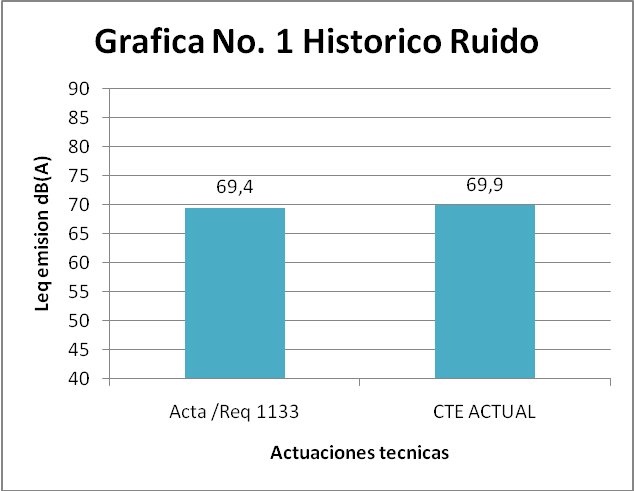 Grafica No. 1 Historico Ruido
Leq emision dB(A)
90
85
80
75
70
65
60
55
50
45
40
69,4
69,9
Acta /Req 1133
CTE ACTUAL
Actuaciones tecnicas